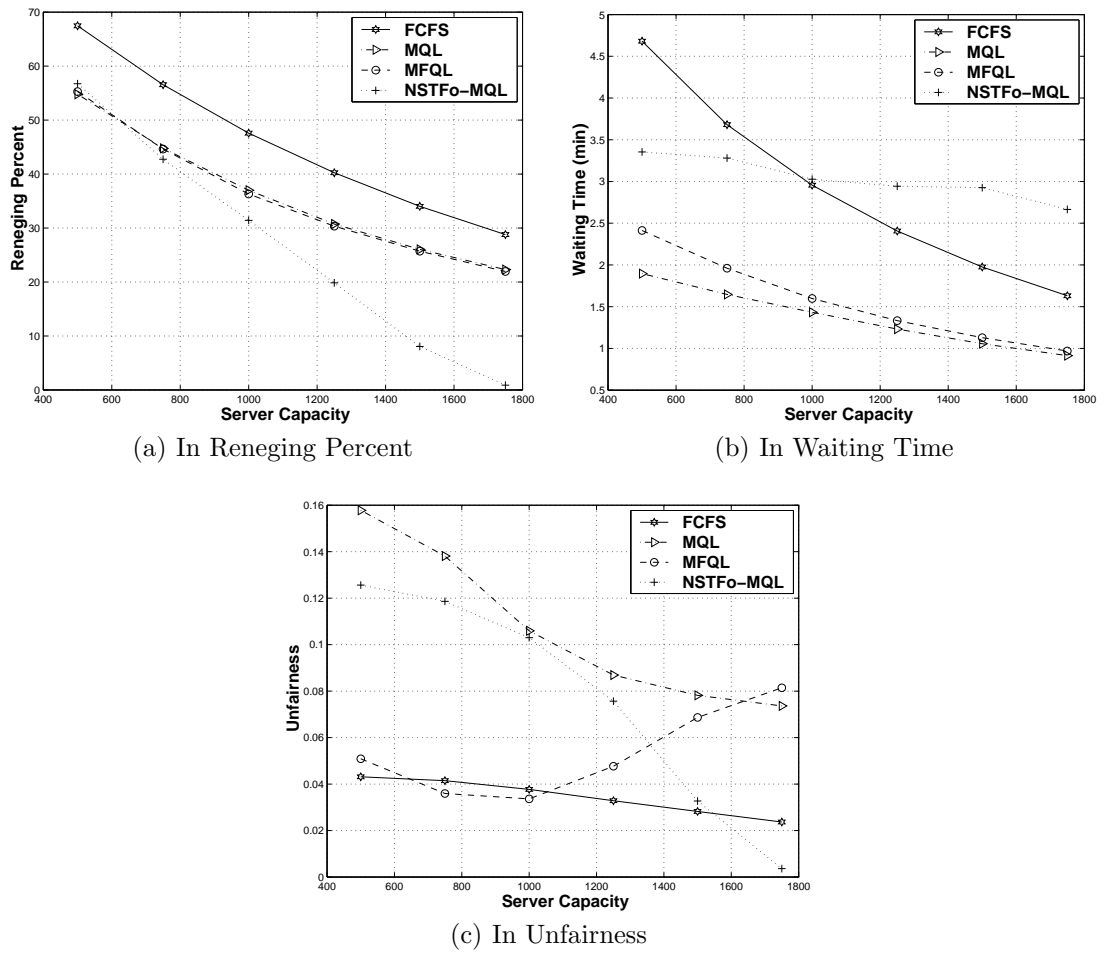 70
60
50
40
30
20
10
0
Reneging Percent
400 600 800 1000 1200 1400 1600 1800
Server Capacity
FCFS
MQL
MFQL
NSTFo-MQL
(a) In Reneging Percent
5
4.5
4
3.5
3
2.5
2
1.5
1
0.5
Waiting Time (min)
400 600 800 1000 1200 1400 1600 1800
Server Capacity
FCFS
MQL
MFQL
NSTFo-MQL
(b) In Waiting Time
0.16
0.14
0.12
0.1
0.08
0.06
0.04
0.02
0
Unfairness
400 600 800 1000 1200 1400 1600 1800
Server Capacity
FCFS
MQL
MFQL
NSTFo-MQL
(c) In Unfairness